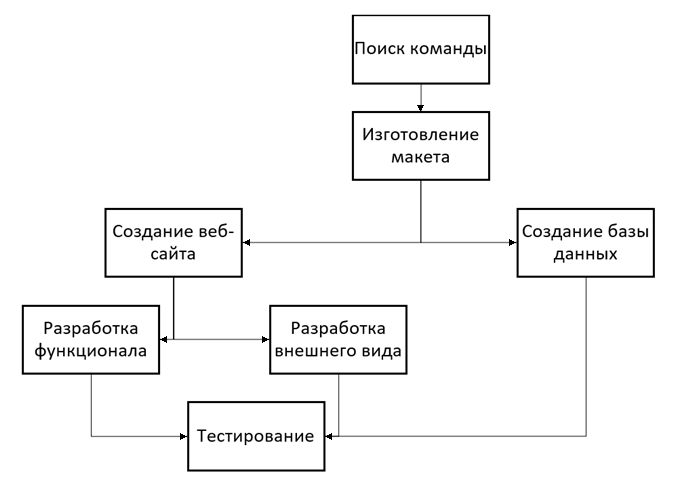 Поиск команды
Изготовление
макета
Создание веб-
сайта
Создание базы
данных
Разработка
функционала
Разработка
внешнего вида
Тестирование